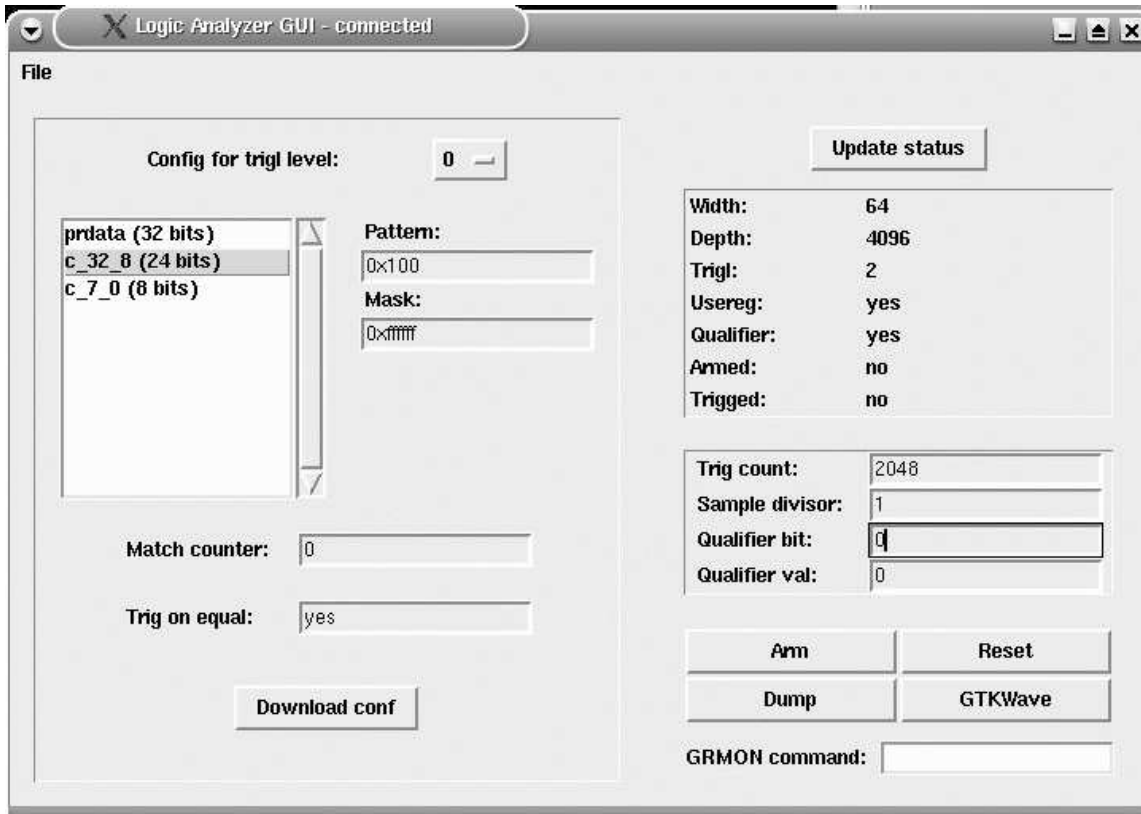 Logic Analyzer GUI - connected
File
Config for trigl level: 0
prdata (32 bits)
c_32_8 (24 bits)
c_7_0 (8 bits)
Pattern:
0x100
Mask:
0xffffff
Match counter: 0
Trig on equal: yes
Download conf
Update status
Width: 64
Depth: 4096
Trigl: 2
Usereg: yes
Qualifier: yes
Armed: no
Trigged: no
Trig count: 2048
Sample divisor: 1
Qualifier bit: 0
Qualifier val: 0
Arm Reset
Dump GTKWave
GRMON command: